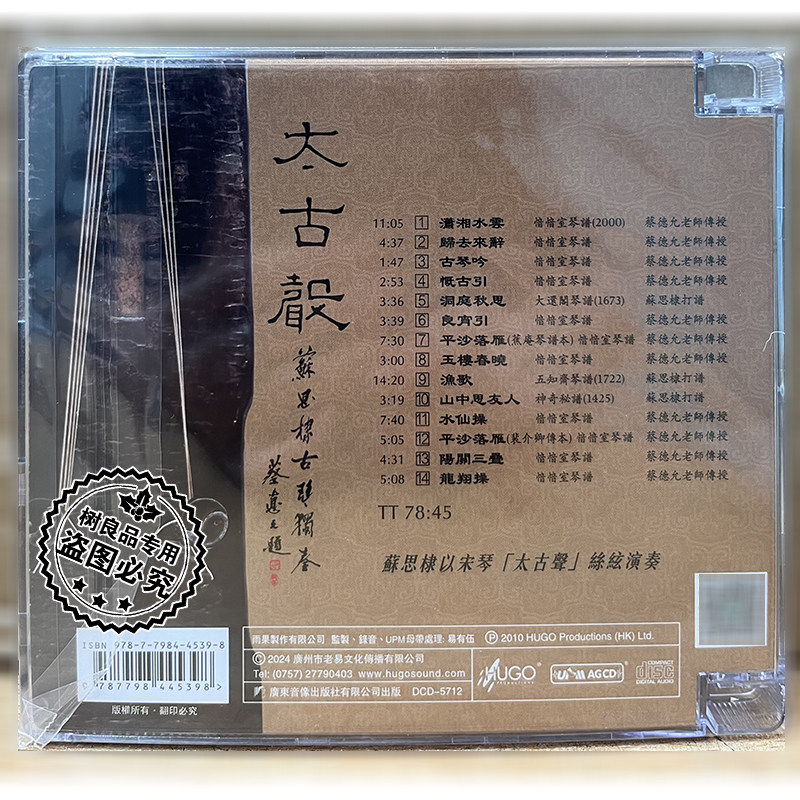 太古聲
蘇思棣古琴獨奏
蔡德允題
11:05 1 瀟湘水雲 愔愔室琴譜(2000) 蔡德允老師傳授
4:37 2 歸去來辭 愔愔室琴譜 蔡德允老師傳授
1:47 3 古琴吟 愔愔室琴譜 蔡德允老師傳授
2:53 4 慨古引 愔愔室琴譜 蔡德允老師傳授
3:36 5 洞庭秋思 大還閣琴譜(1673) 蘇思棣打譜
3:39 6 良宵引 愔愔室琴譜 蔡德允老師傳授
7:30 7 平沙落雁(蕉庵琴譜本) 愔愔室琴譜 蔡德允老師傳授
3:00 8 玉樓春曉 愔愔室琴譜 蔡德允老師傳授
14:20 9 漁歌 五知齋琴譜(1722) 蘇思棣打譜
3:19 10 山中思友人 神奇秘譜(1425) 蘇思棣打譜
7:40 11 水仙操 愔愔室琴譜 蔡德允老師傳授
5:05 12 平沙落雁(裴介卿傳本) 愔愔室琴譜 蔡德允老師傳授
4:31 13 陽關三疊 愔愔室琴譜 蔡德允老師傳授
5:08 14 龍翔操 愔愔室琴譜 蔡德允老師傳授
TT 78:45
蘇思棣以宋琴「太古聲」絲絃演奏
树良品专用
盗图必究
ISBN 978-7-7984-4539-8
9 787798 445398 >
版權所有·翻印必究
雨果製作有限公司 監製、錄音、UPM母帶處理: 易有伍 Ⓟ 2010 HUGO Productions (HK) Ltd.
© 2024 廣州市老易文化傳播有限公司
Tel: (0757) 27790403 www.hugosound.com
廣東音像出版社有限公司出版 DCD-5712
HUGO
PRODUCTIONS
UPM AGCD
COMPACT
disc
DIGITAL AUDIO